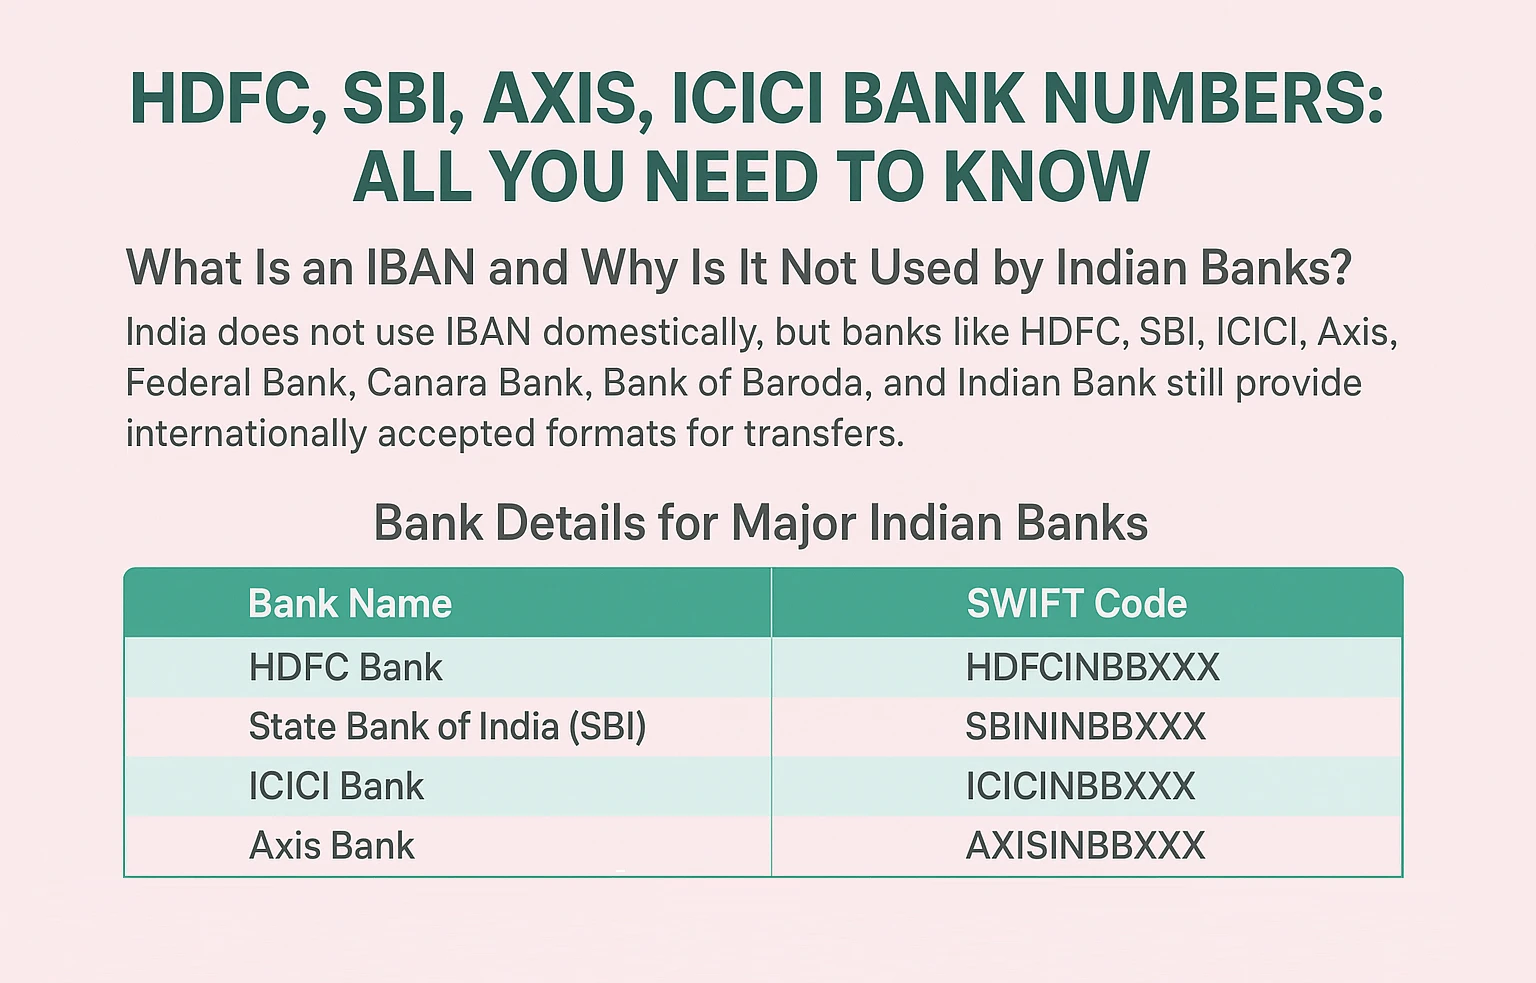 HDFC, SBI, AXIS, ICICI BANK NUMBERS:
ALL YOU NEED TO KNOW
What Is an IBAN and Why Is It Not Used by Indian Banks?
India does not use IBAN domestically, but banks like HDFC, SBI, ICICI, Axis,
Federal Bank, Canara Bank, Bank of Baroda, and Indian Bank still provide
internationally accepted formats for transfers.
Bank Details for Major Indian Banks
Bank Name SWIFT Code
HDFC Bank HDFCINBBXXX
State Bank of India (SBI) SBININBBXXX
ICICI Bank ICICINBBXXX
Axis Bank AXISINBBXXX